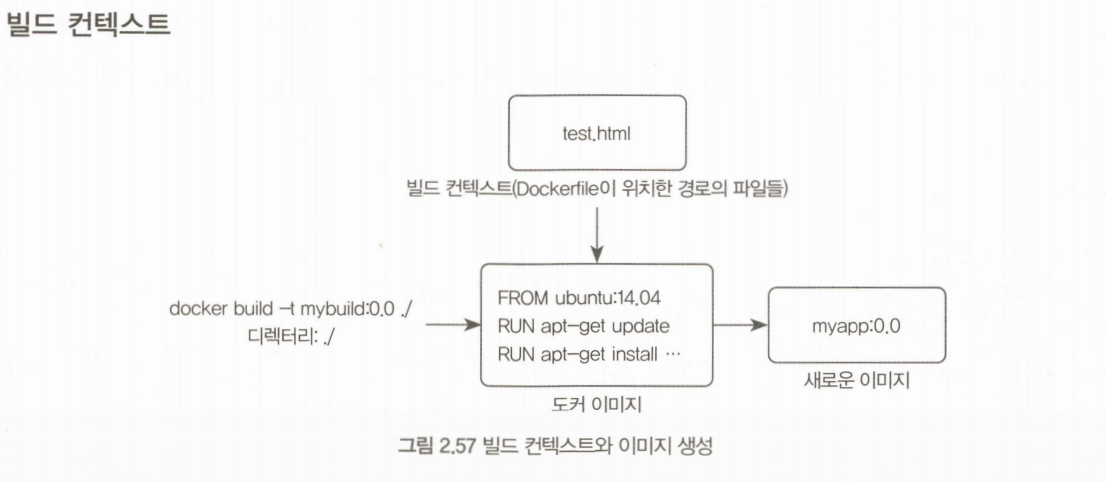 빌드 컨텍스트
test.html
빌드 컨텍스트(Dockerfile이 위치한 경로의 파일들)
docker build -t mybuild:0.0 ./
디렉터리: ./
FROM ubuntu:14.04
RUN apt-get update
RUN apt-get install …
도커 이미지
myapp:0.0
새로운 이미지
그림 2.57 빌드 컨텍스트와 이미지 생성